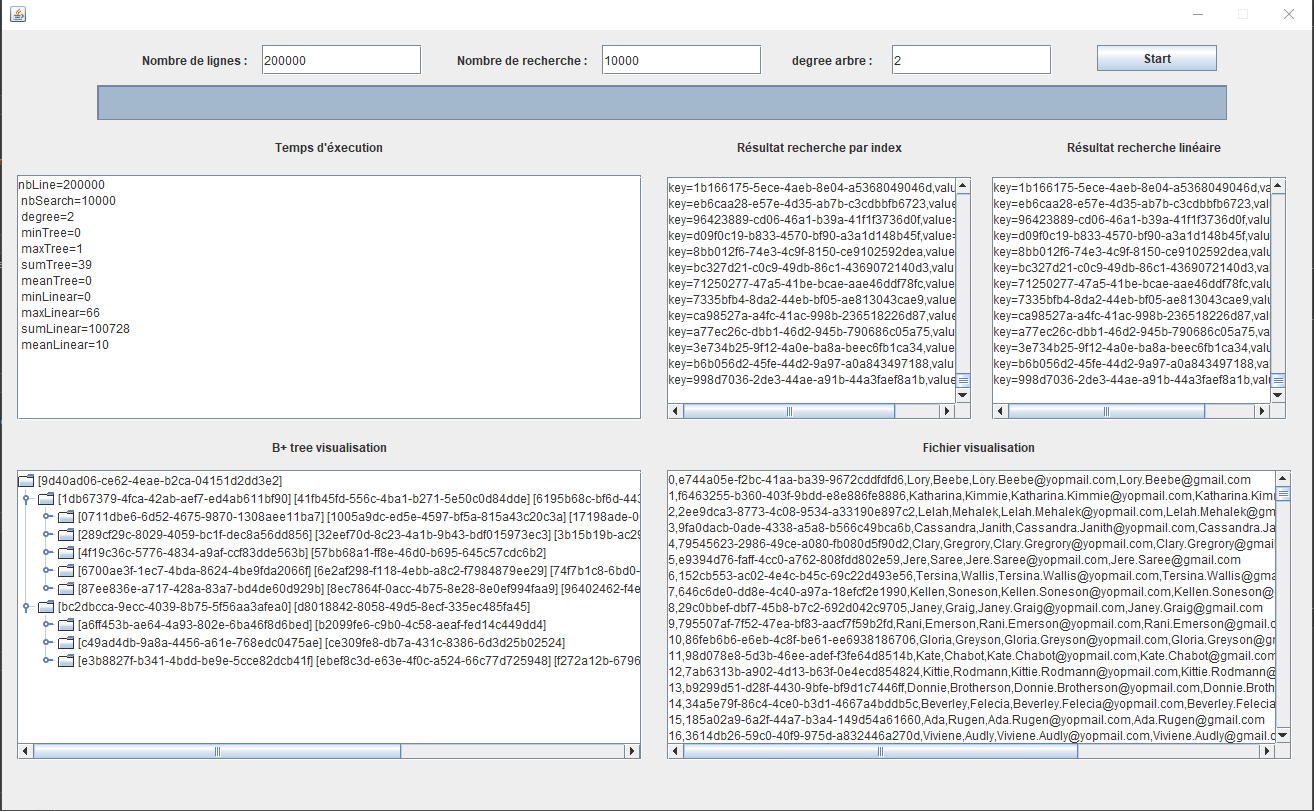 Nombre de lignes : 200000 Nombre de recherche : 10000 degree arbre : 2 Start
Temps d'éxecution
nbLine=200000
nbSearch=10000
degree=2
minTree=0
maxTree=1
sumTree=39
meanTree=0
minLinear=0
maxLinear=66
sumLinear=100728
meanLinear=10
Résultat recherche par index
key=1b166175-5ece-4aeb-8e04-a5368049046d,value
key=eb6caa28-e57e-4d35-ab7b-c3cdbbfb6723,value
key=96423889-cd06-46a1-b39a-41f1f3736d0f,value=
key=d09f0c19-b833-4570-bf90-a3a1d148b45f,value=
key=8bb012f6-74e3-4c9f-8150-ce9102592dea,value
key=bc327d21-c0c9-49db-86c1-4369072140d3,va
key=71250277-47a5-41be-bcae-aae46ddf78fc,value
key=7335bfb4-8da2-44eb-bf05-ae813043cae9,valu
key=ca98527a-a4fc-41ac-998b-236518226d87,value
key=a77ec26c-dbb1-46d2-945b-790686c05a75,valu
key=3e734b25-9f12-4a0e-ba8a-beec6fb1ca34,value
key=b6b056d2-45fe-44d2-9a97-a0a843497188,value
key=998d7036-2de3-44ae-a91b-44a3faef8a1b,value
Résultat recherche linéaire
key=1b166175-5ece-4aeb-8e04-a5368049046d,va
key=eb6caa28-e57e-4d35-ab7b-c3cdbbfb6723,valu
key=96423889-cd06-46a1-b39a-41f1f3736d0f,valu
key=d09f0c19-b833-4570-bf90-a3a1d148b45f,valu
key=8bb012f6-74e3-4c9f-8150-ce9102592dea,valu
key=bc327d21-c0c9-49db-86c1-4369072140d3,va
key=71250277-47a5-41be-bcae-aae46ddf78fc,valu
key=7335bfb4-8da2-44eb-bf05-ae813043cae9,val
key=ca98527a-a4fc-41ac-998b-236518226d87,valu
key=a77ec26c-dbb1-46d2-945b-790686c05a75,val
key=3e734b25-9f12-4a0e-ba8a-beec6fb1ca34,valu
key=b6b056d2-45fe-44d2-9a97-a0a843497188,val
key=998d7036-2de3-44ae-a91b-44a3faef8a1b,valu
B+ tree visualisation
[9d40ad06-ce62-4eae-b2ca-04151d2dd3e2]
[1db67379-4fca-42ab-aef7-ed4ab611bf90] [41fb45fd-556c-4ba1-b271-5e50c0d84dde] [6195b68c-bf6d-443
[0711dbe6-6d52-4675-9870-1308aee11ba7] [1005a9dc-ed5e-4597-bf5a-815a43c20c3a] [17198ade-0
[289cf29c-8029-4059-bc1f-dec8a56dd856] [32eef70d-8c23-4a1b-9b43-bdf015973ec3] [3b15b19b-ac29
[4f19c36c-5776-4834-a9af-ccf83dde563b] [57bb68a1-ff8e-46d0-b695-645c57cdc6b2]
[6700ae3f-1ec7-4bda-8624-4be9fda2066f] [6e2af298-f118-4ebb-a8c2-f7984879ee29] [74f7b1c8-6bd0-
[87ee836e-a717-428a-83a7-bd4de60d929b] [8ec7864f-0acc-4b75-8e28-8e0ef994faa9] [96402462-f4e
[bc2dbcca-9ecc-4039-8b75-5f56aa3afea0] [d8018842-8058-49d5-8ecf-335ec485fa45]
[a6ff453b-ae64-4a93-802e-6ba46f8d6bed] [b2099fe6-c9b0-4c58-aeaf-fed14c449dd4]
[c49ad4db-9a8a-4456-a61e-768edc0475ae] [ce309fe8-db7a-431c-8386-6d3d25b02524]
[e3b8827f-b341-4bdd-be9e-5cce82dcb41f] [ebef8c3d-e63e-4f0c-a524-66c77d725948] [f272a12b-6796
Fichier visualisation
0,e744a05e-f2bc-41aa-ba39-9672cddfdfd6,Lory,Beebe,Lory.Beebe@yopmail.com,Lory.Beebe@gmail.com
1,f6463255-b360-403f-9bdd-e8e886fe8886,Katharina,Kimmie,Katharina.Kimmie@yopmail.com,Katharina.Kimm
2,2ee9dca3-8773-4c08-9534-a33190e897c2,Lelah,Mehalek,Lelah.Mehalek@yopmail.com,Lelah.Mehalek@gm
3,9fa0dacb-0ade-4338-a5a8-b566c49bca6b,Cassandra,Janith,Cassandra.Janith@yopmail.com,Cassandra.Ja
4,79545623-2986-49ce-a080-fb080d5f90d2,Clary,Gregrory,Clary.Gregrory@yopmail.com,Clary.Gregrory@gmai
5,e9394d76-faff-4cc0-a762-808fdd802e59,Jere,Saree,Jere.Saree@yopmail.com,Jere.Saree@gmail.com
6,152cb553-ac02-4e4c-b45c-69c22d493e56,Tersina,Wallis,Tersina.Wallis@yopmail.com,Tersina.Wallis@gma
7,646c6de0-dd8e-4c40-a97a-18efcf2e1990,Kellen,Soneson,Kellen.Soneson@yopmail.com,Kellen.Soneson@
8,29c0bbef-dbf7-45b8-b7c2-692d042c9705,Janey,Graig,Janey.Graig@yopmail.com,Janey.Graig@gmail.com
9,795507af-7f52-47ea-bf83-aacf7f59b2fd,Rani,Emerson,Rani.Emerson@yopmail.com,Rani.Emerson@gmail.c
10,86feb6b6-e6eb-4c8f-be61-ee6938186706,Gloria,Greyson,Gloria.Greyson@yopmail.com,Gloria.Greyson@gr
11,98d078e8-5d3b-46ee-adef-f3fe64d8514b,Kate,Chabot,Kate.Chabot@yopmail.com,Kate.Chabot@gmail.com
12,7ab6313b-a902-4d13-b63f-0e4ecd854824,Kittie,Rodmann,Kittie.Rodmann@yopmail.com,Kittie.Rodmann@
13,b9299d51-d28f-4430-9bfe-bf9d1c7446ff,Donnie,Brotherson,Donnie.Brotherson@yopmail.com,Donnie.Broth
14,34a5e79f-86c4-4ce0-b3d1-4667a4bddb5c,Beverley,Felecia,Beverley.Felecia@yopmail.com,Beverley.Felecia
15,185a02a9-6a2f-44a7-b3a4-149d54a61660,Ada,Rugen,Ada.Rugen@yopmail.com,Ada.Rugen@gmail.com
16,3614db26-59c0-40f9-975d-a832446a270d,Viviene,Audly,Viviene.Audly@yopmail.com,Viviene.Audly@gmail.c